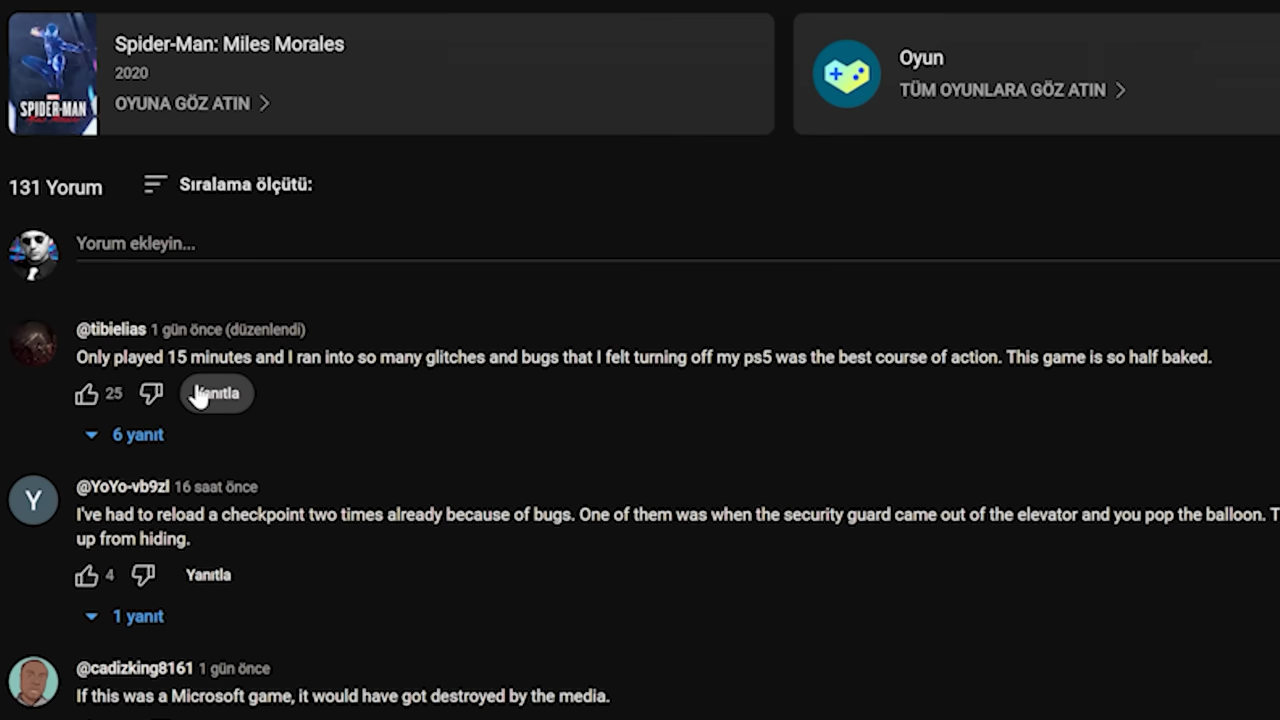 Spider-Man: Miles Morales
2020
OYUNA GÖZ ATIN
MARVEL
SPIDER-MAN
Miles Morales
Oyun
TÜM OYUNLARA GÖZ ATIN
131 Yorum
Sıralama ölçütü:
Yorum ekleyin...
@tibielias 1 gün önce (düzenlendi)
Only played 15 minutes and I ran into so many glitches and bugs that I felt turning off my ps5 was the best course of action. This game is so half baked.
25
Yanıtla
6 yanıt
Y
@YoYo-vb9zl 16 saat önce
I've had to reload a checkpoint two times already because of bugs. One of them was when the security guard came out of the elevator and you pop the balloon. T
up from hiding.
4
Yanıtla
1 yanıt
@cadizking8161 1 gün önce
If this was a Microsoft game, it would have got destroyed by the media.